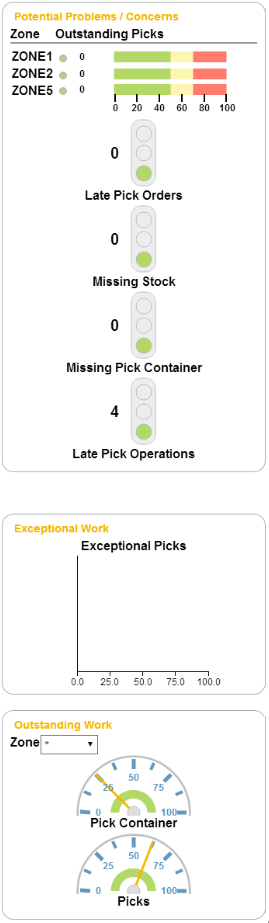 Potential Problems / Concerns
Zone Outstanding Picks
ZONE1 0
ZONE2 0
ZONE5 0
0 20 40 60 80 100
0
Late Pick Orders
0
Missing Stock
0
Missing Pick Container
4
Late Pick Operations
Exceptional Work
Exceptional Picks
0.0 25.0 50.0 75.0 100.0
Outstanding Work
Zone *
0 25 50 75 100
Pick Container
0 25 50 75 100
Picks